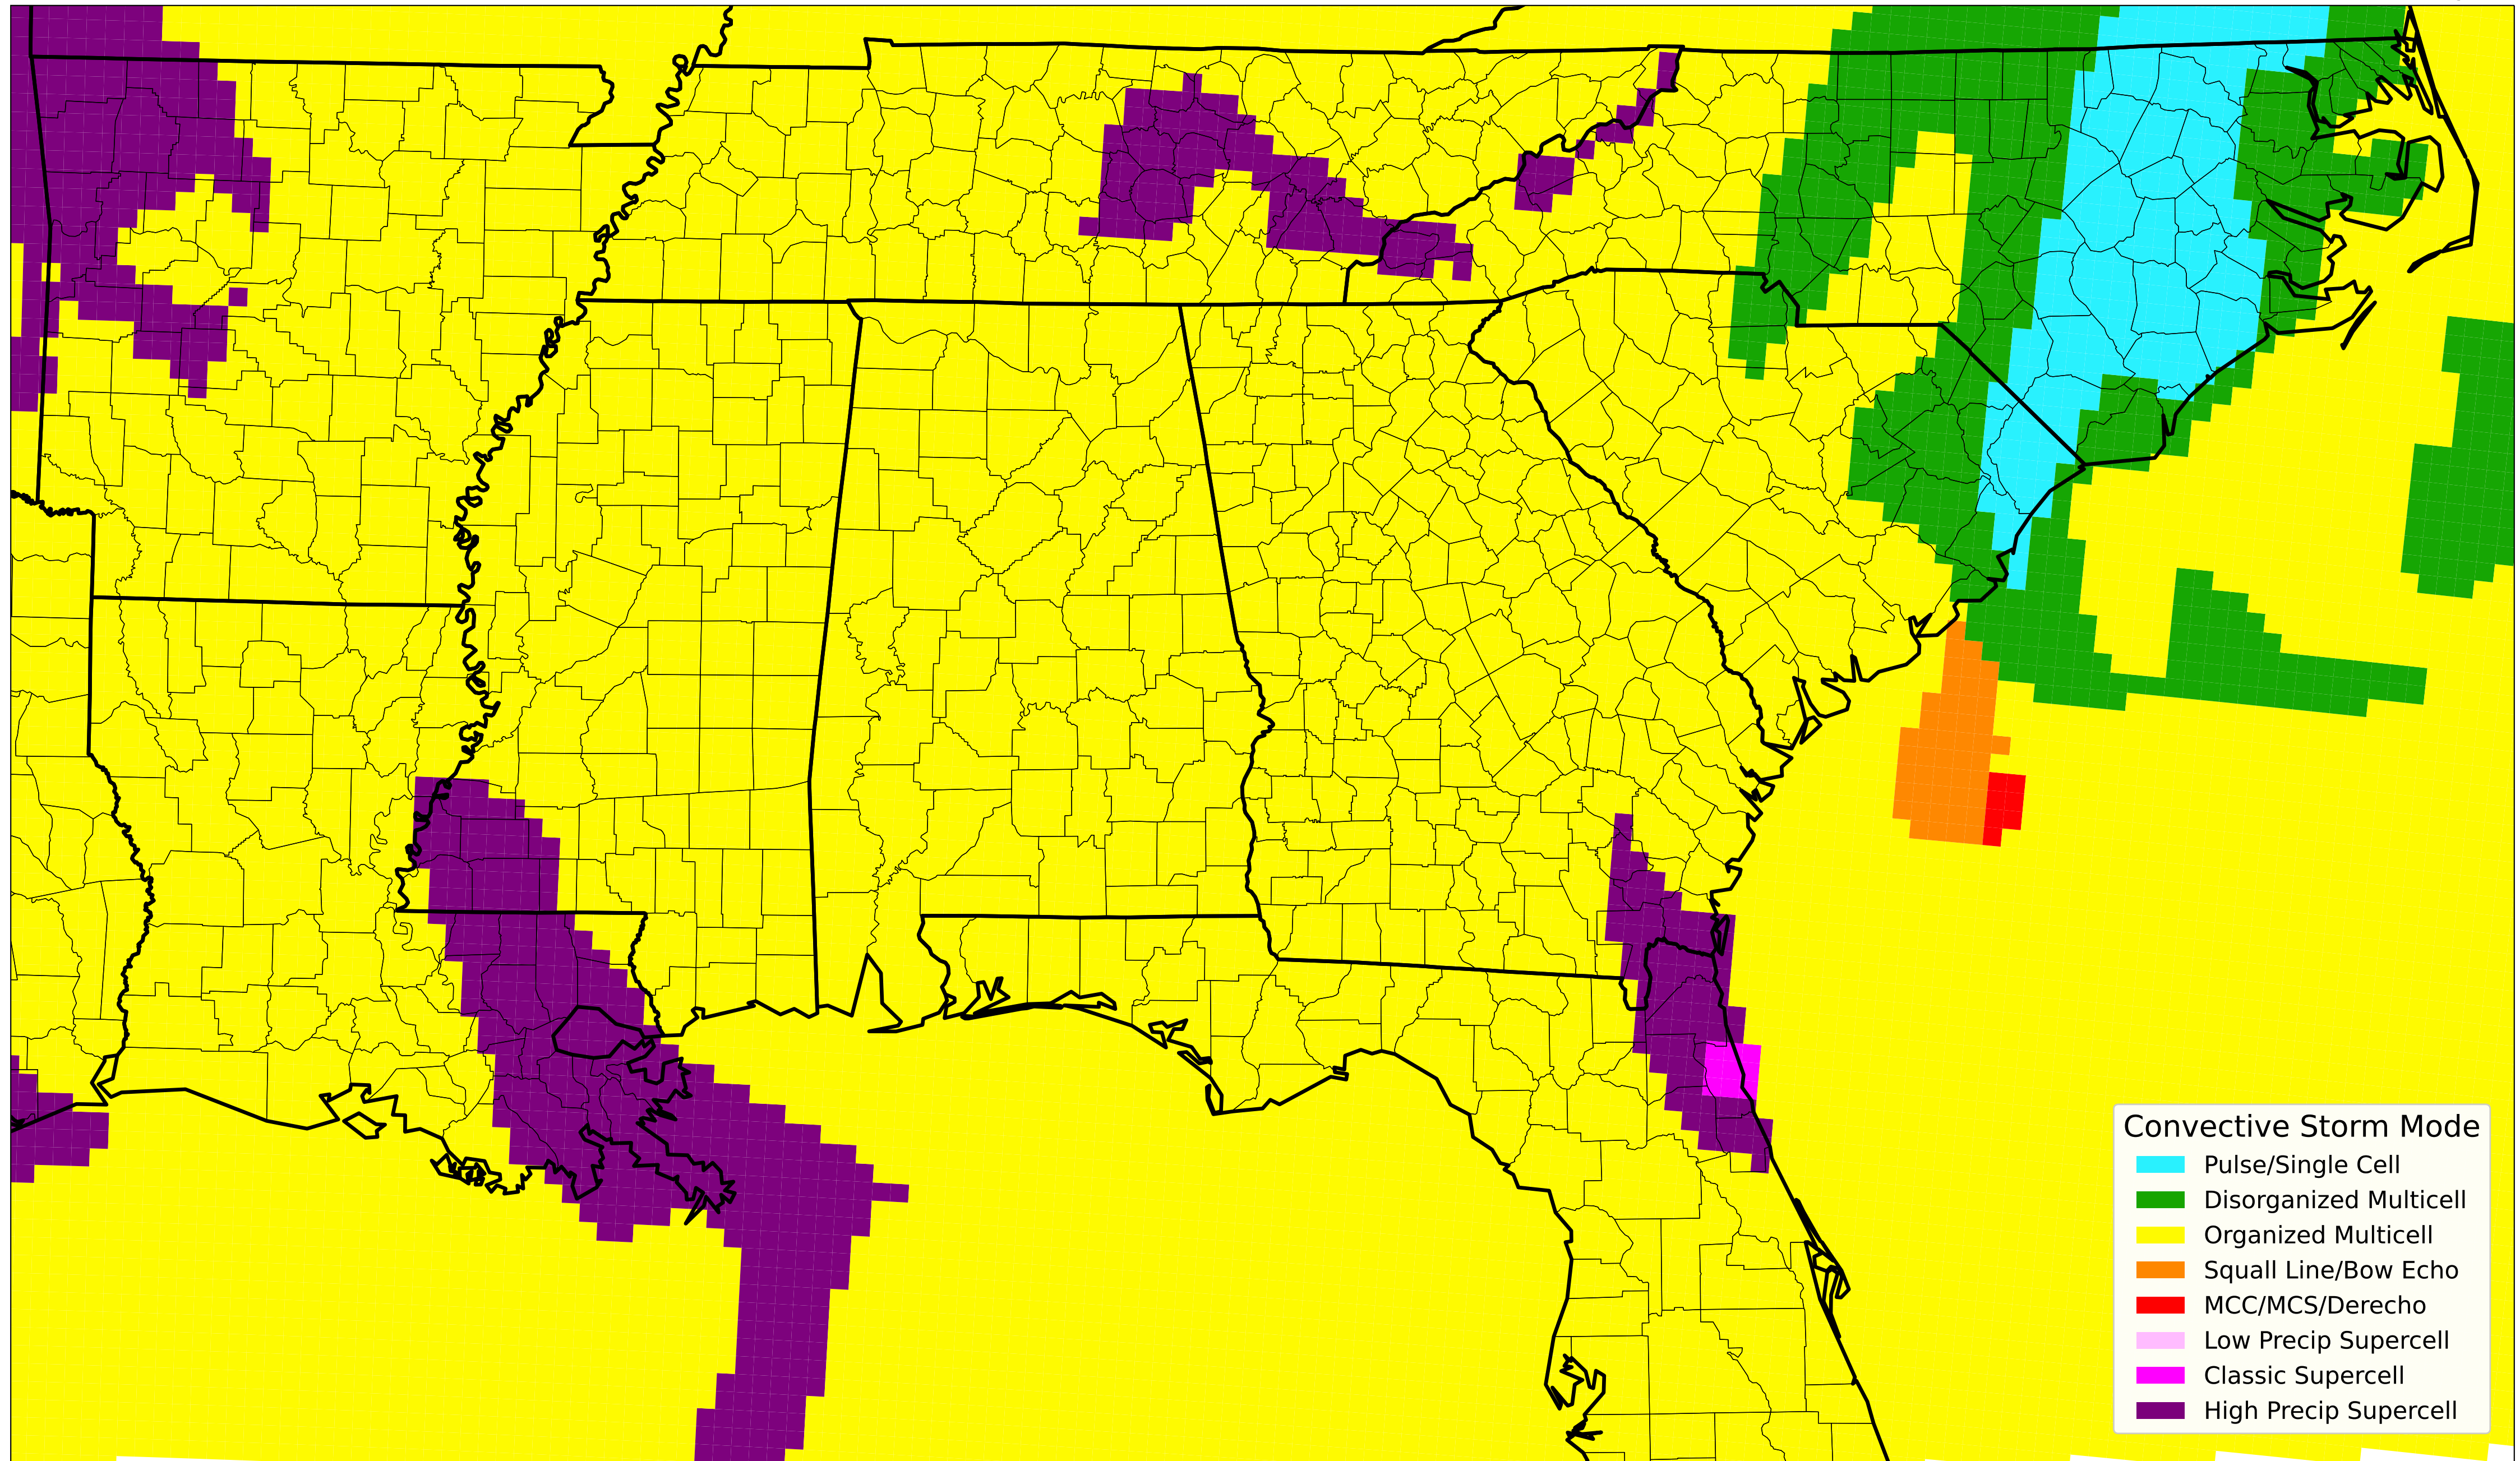 Convective Storm Mode
Pulse/Single Cell
Disorganized Multicell
Organized Multicell
Squall Line/Bow Echo
MCC/MCS/Derecho
Low Precip Supercell
Classic Supercell
High Precip Supercell